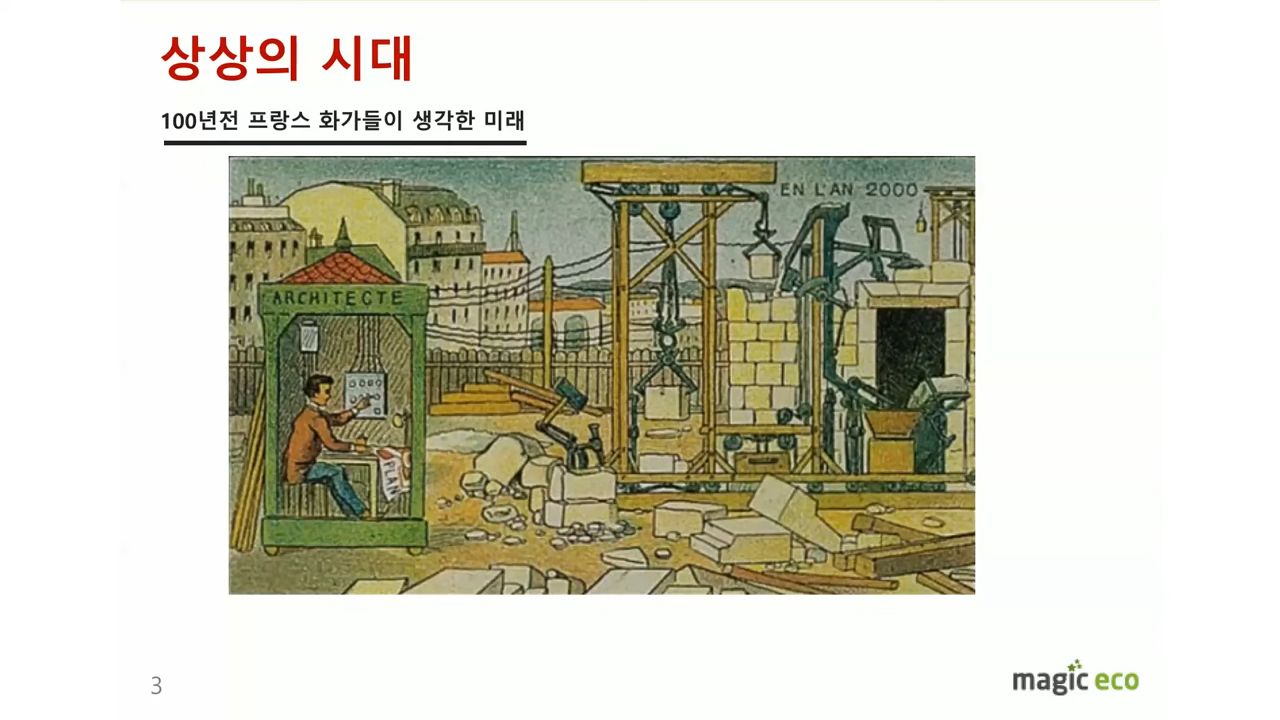 상상의 시대
100년전 프랑스 화가들이 생각한 미래
EN L'AN 2000
ARCHITECTE
PLAN
3
magic eco